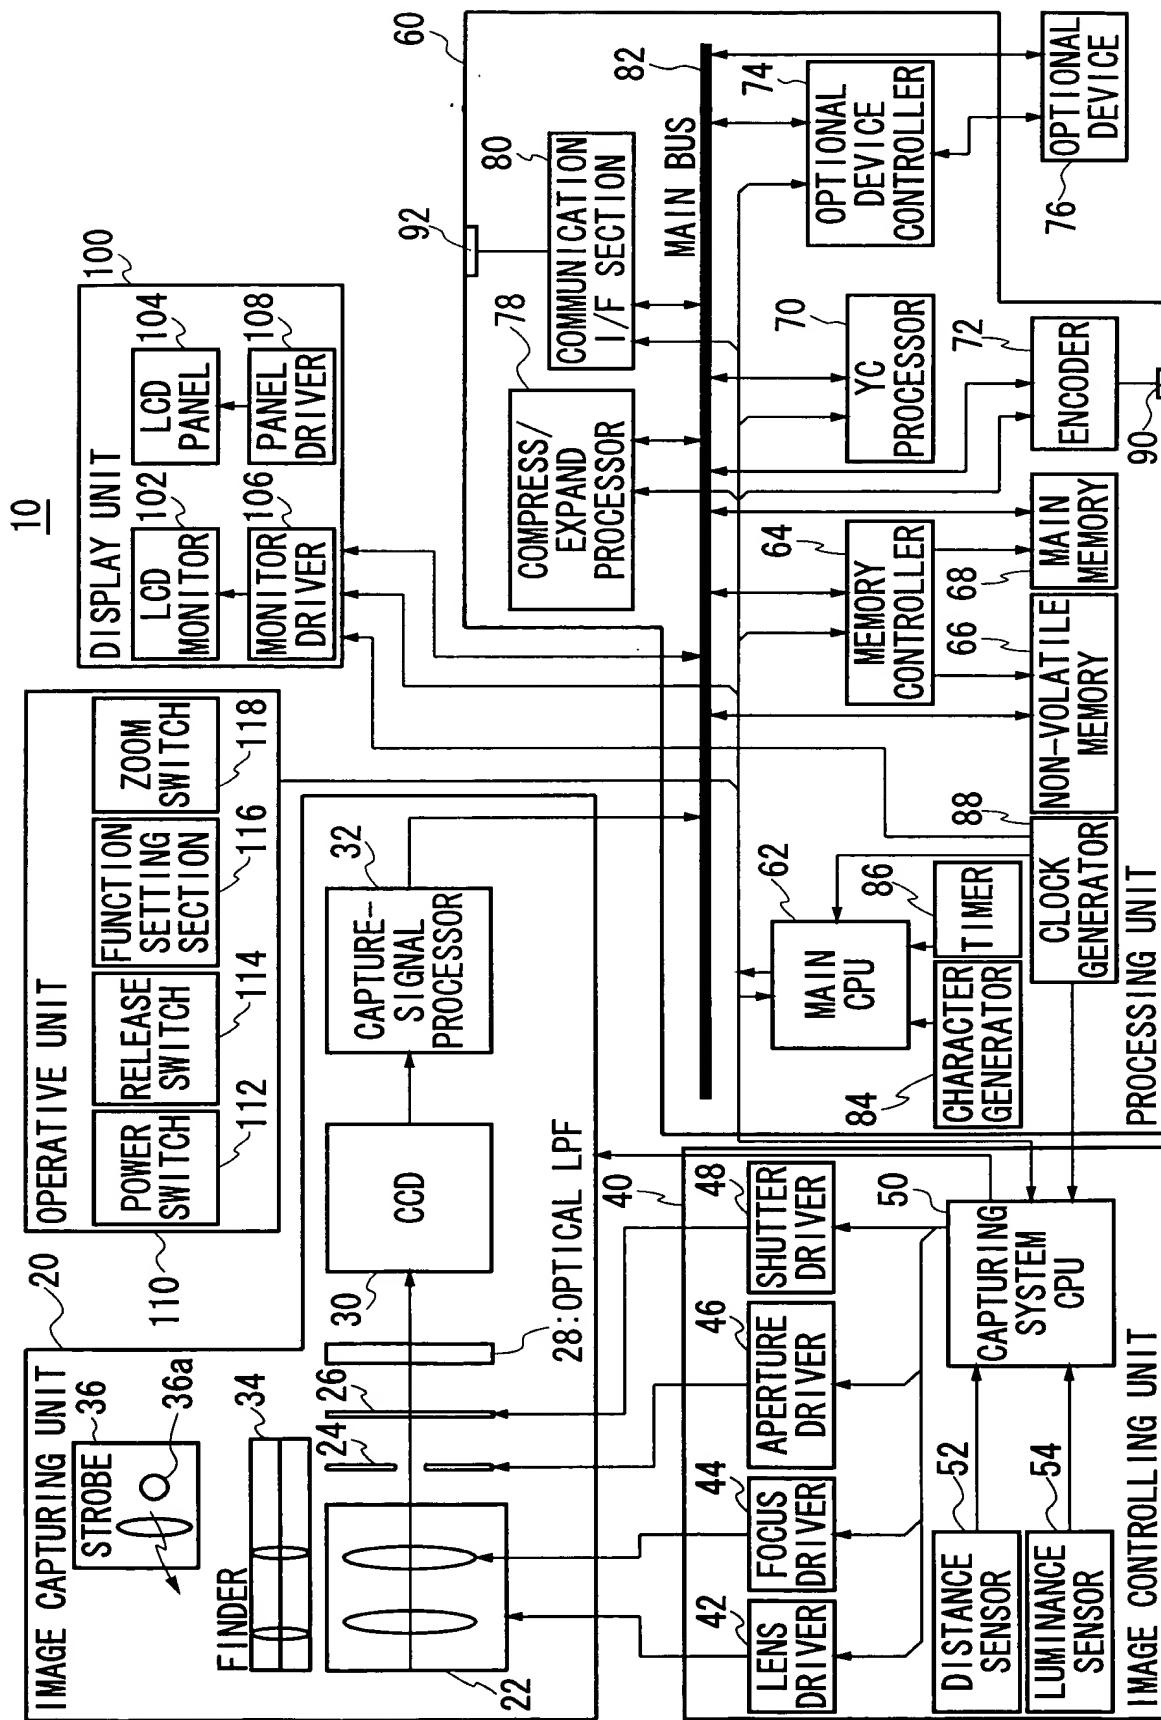 10
IMAGE CAPTURING UNIT
20
STROBE
36
36a
FINDER
34
22
24
26
28:OPTICAL LPF
30
CCD
32
CAPTURE-
SIGNAL
PROCESSOR
OPERATIVE UNIT
110
POWER
SWITCH
112
RELEASE
SWITCH
114
FUNCTION
SETTING
SECTION
116
ZOOM
SWITCH
118
DISPLAY UNIT
100
LCD
MONITOR
102
LCD
PANEL
104
MONITOR
DRIVER
106
PANEL
DRIVER
108
IMAGE CONTROLLING UNIT
40
LENS
DRIVER
42
FOCUS
DRIVER
44
APERTURE
DRIVER
46
SHUTTER
DRIVER
48
CAPTURING
SYSTEM
CPU
50
DISTANCE
SENSOR
52
LUMINANCE
SENSOR
54
PROCESSING UNIT
60
COMPRESS/
EXPAND
PROCESSOR
78
COMMUNICATION
I/F SECTION
80
92
MAIN BUS
82
MAIN
CPU
62
CHARACTER
GENERATOR
84
TIMER
86
CLOCK
GENERATOR
88
MEMORY
CONTROLLER
64
NON-VOLATILE
MEMORY
66
MAIN
MEMORY
68
YC
PROCESSOR
70
ENCODER
72
90
OPTIONAL
DEVICE
CONTROLLER
74
OPTIONAL
DEVICE
76